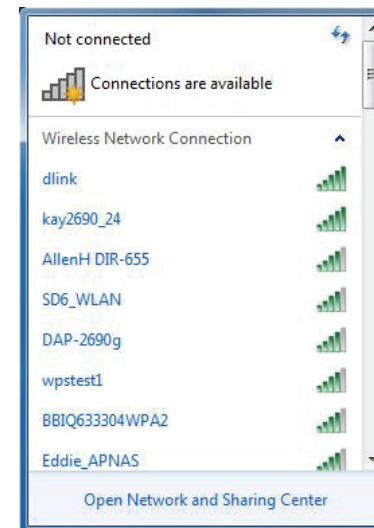 Not connected
Connections are available
Wireless Network Connection
dlink
kay2690_24
AllenH DIR-655
SD6_WLAN
DAP-2690g
wpstest1
BBIQ633304WPA2
Eddie_APNAS
Open Network and Sharing Center